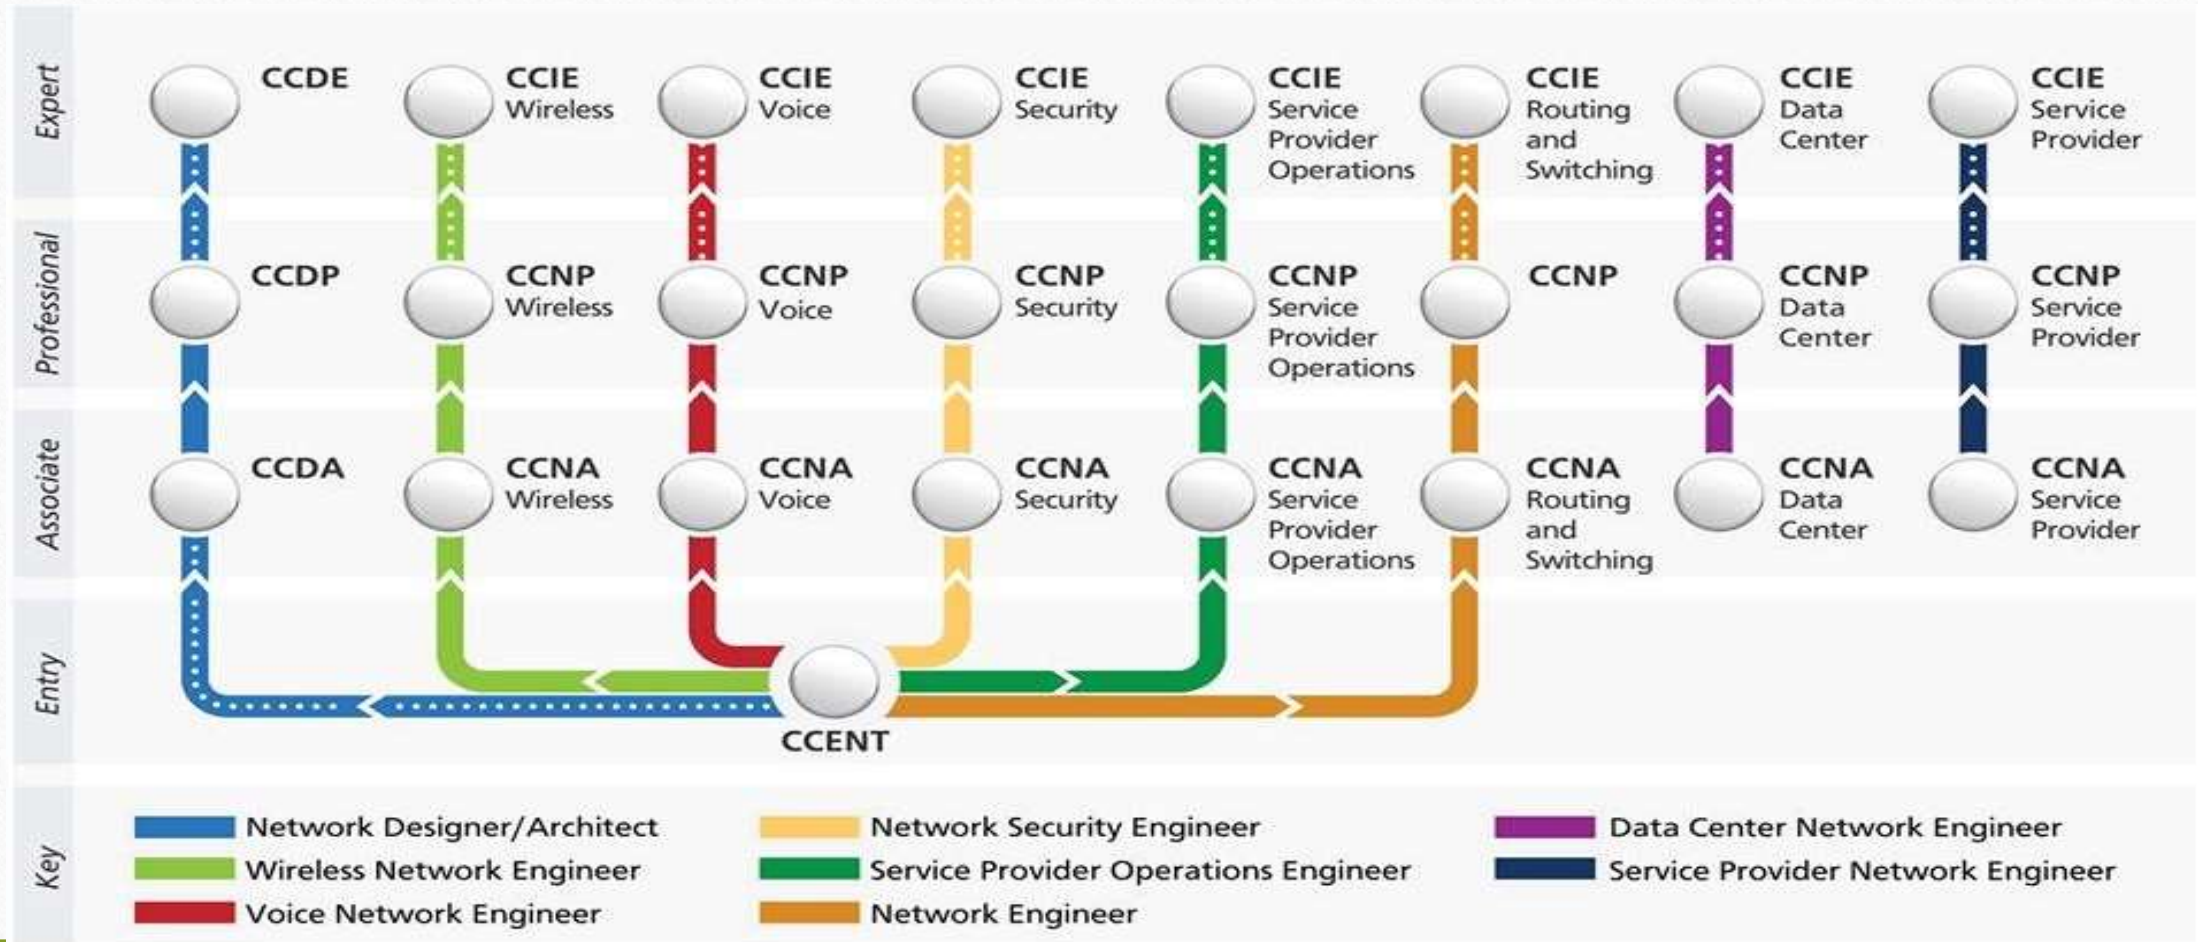 Expert
CCDE
CCIE
Wireless
CCIE
Voice
CCIE
Security
CCIE
Service
Provider
Operations
CCIE
Routing
and
Switching
CCIE
Data
Center
CCIE
Service
Provider
Professional
CCDP
CCNP
Wireless
CCNP
Voice
CCNP
Security
CCNP
Service
Provider
Operations
CCNP
CCNP
Data
Center
CCNP
Service
Provider
Associate
CCDA
CCNA
Wireless
CCNA
Voice
CCNA
Security
CCNA
Service
Provider
Operations
CCNA
Routing
and
Switching
CCNA
Data
Center
CCNA
Service
Provider
Entry
CCENT
Key
Network Designer/Architect
Wireless Network Engineer
Voice Network Engineer
Network Security Engineer
Service Provider Operations Engineer
Network Engineer
Data Center Network Engineer
Service Provider Network Engineer